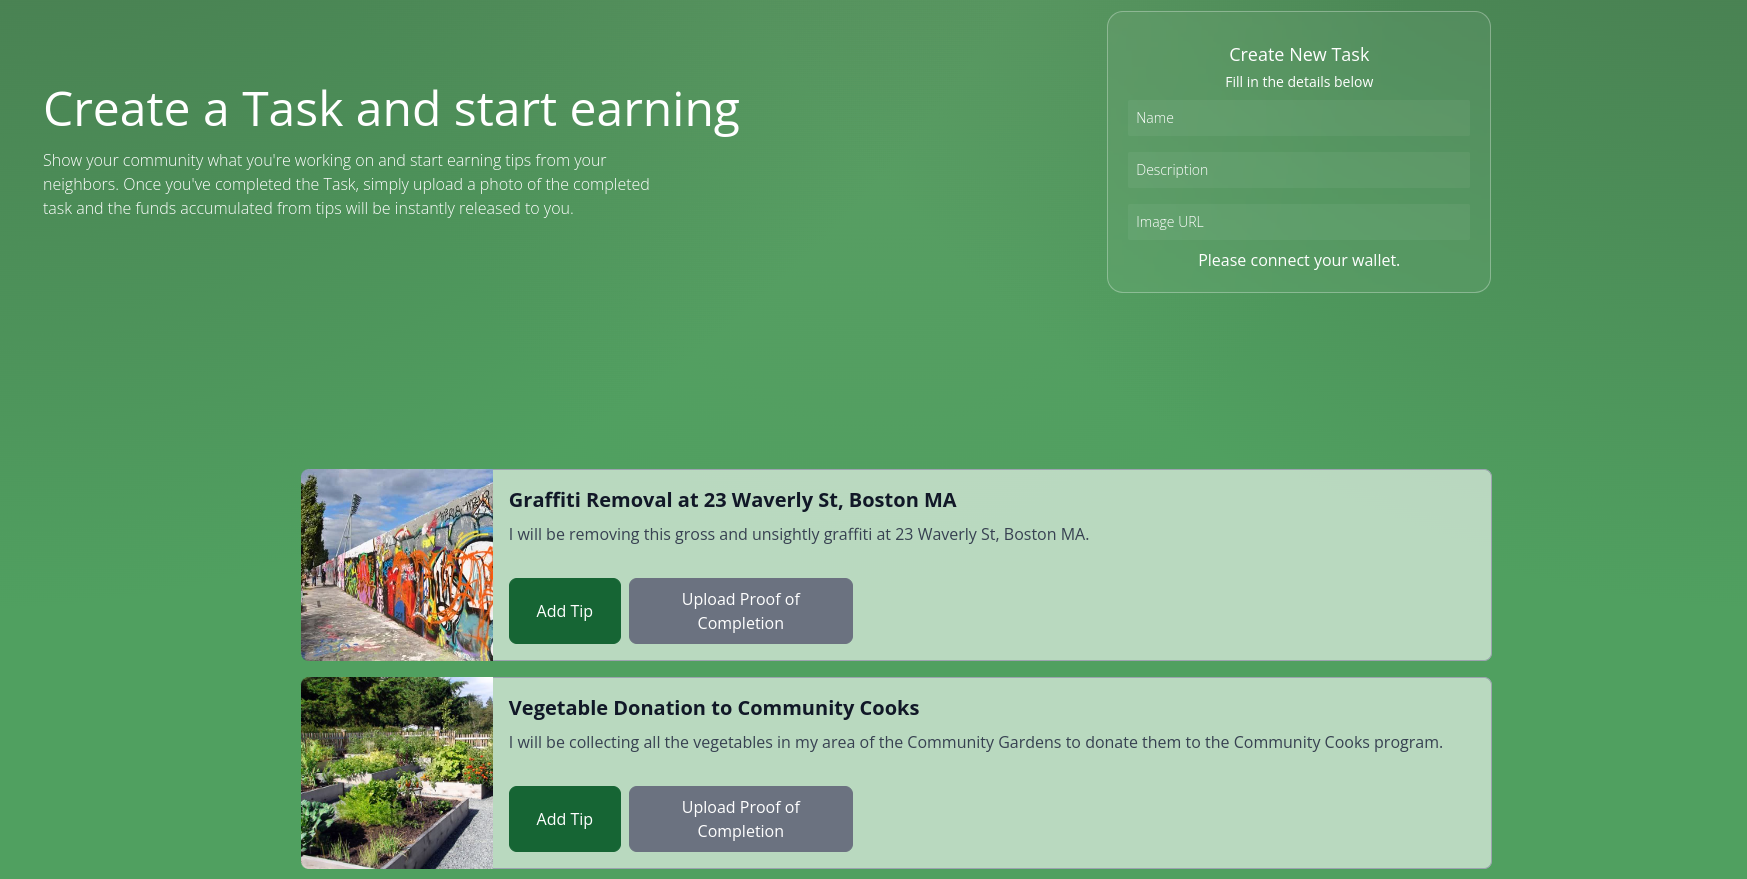 Create a Task and start earning
Show your community what you're working on and start earning tips from your
neighbors. Once you've completed the Task, simply upload a photo of the completed
task and the funds accumulated from tips will be instantly released to you.
Create New Task
Fill in the details below
Name
Description
Image URL
Please connect your wallet.
Graffiti Removal at 23 Waverly St, Boston MA
I will be removing this gross and unsightly graffiti at 23 Waverly St, Boston MA.
Add Tip
Upload Proof of
Completion
Vegetable Donation to Community Cooks
I will be collecting all the vegetables in my area of the Community Gardens to donate them to the Community Cooks program.
Add Tip
Upload Proof of
Completion